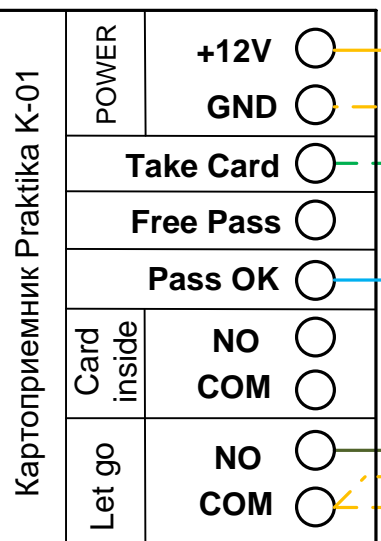 Картоприемник Praktika K-01
POWER
+12V
GND
Take Card
Free Pass
Pass OK
Card
inside
NO
COM
Let go
NO
COM